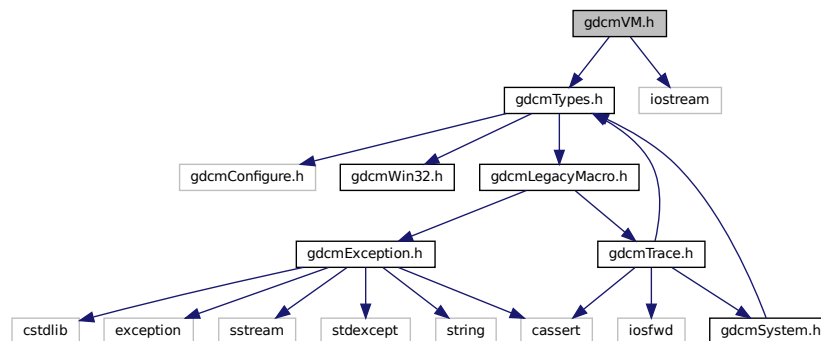 gdcmVM.h
gdcmTypes.h
iostream
gdcmConfigure.h
gdcmWin32.h
gdcmLegacyMacro.h
gdcmException.h
gdcmTrace.h
cstdlib
exception
sstream
stdexcept
string
cassert
iosfwd
gdcmSystem.h